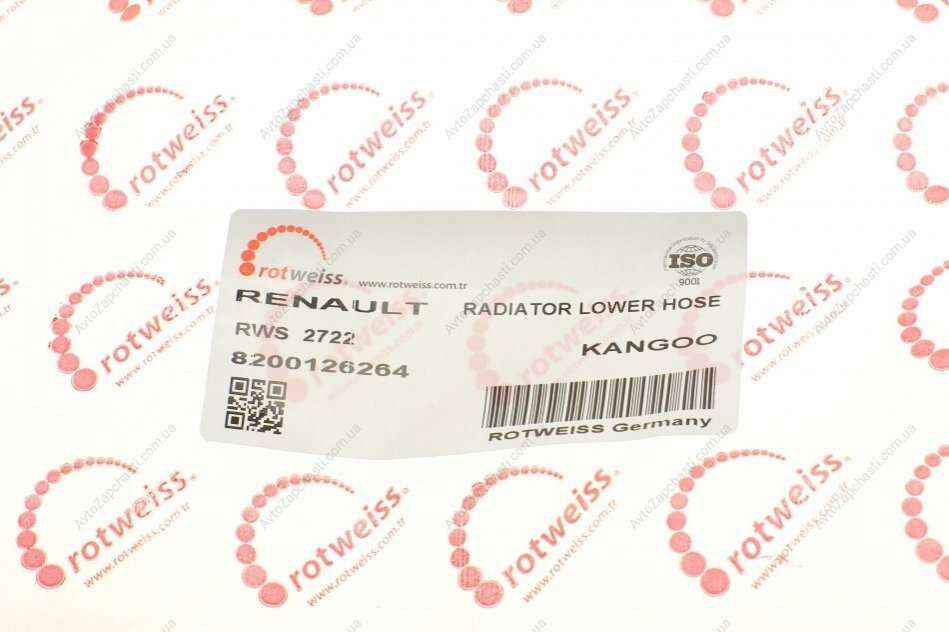 rotweiss®
www.rotweiss.com.tr
ISO
9001
RENAULT RADIATOR LOWER HOSE
RWS 2722
KANGOO
8200126264
ROTWEISS Germany
rotweiss®
www.rotweiss.com.tr
AvtoZapchasti.com.ua